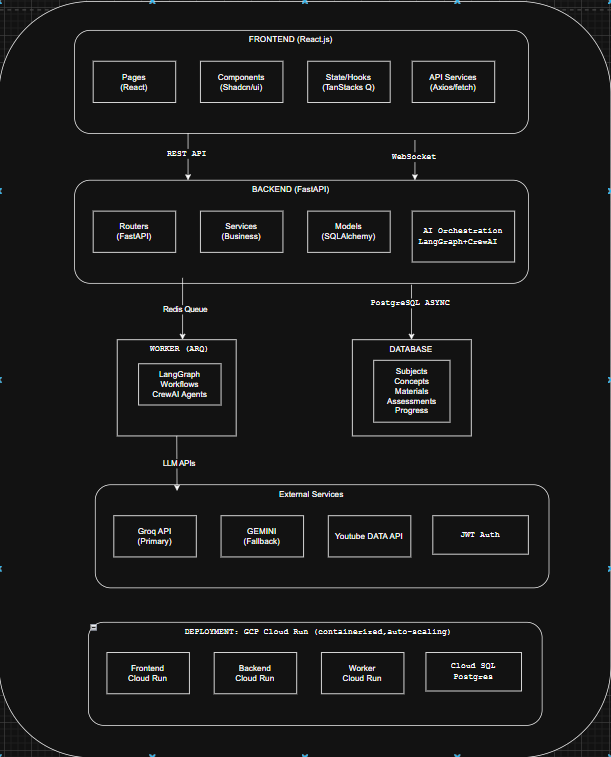 FRONTEND (React.js)
Pages
(React)
Components
(Shadcn/ui)
State/Hooks
(TanStacks Q)
API Services
(Axios/fetch)
REST API
WebSocket
BACKEND (FastAPI)
Routers
(FastAPI)
Services
(Business)
Models
(SQLAlchemy)
AI Orchestration
LangGraph+CrewAI
Redis Queue
PostgreSQL ASYNC
WORKER (ARQ)
LangGraph
Workflows
CrewAI Agents
DATABASE
Subjects
Concepts
Materials
Assessments
Progress
LLM APIs
External Services
Groq API
(Primary)
GEMINI
(Fallback)
Youtube DATA API
JWT Auth
DEPLOYMENT: GCP Cloud Run (containerired,auto-scaling)
Frontend
Cloud Run
Backend
Cloud Run
Worker
Cloud Run
Cloud SQL
Postgres